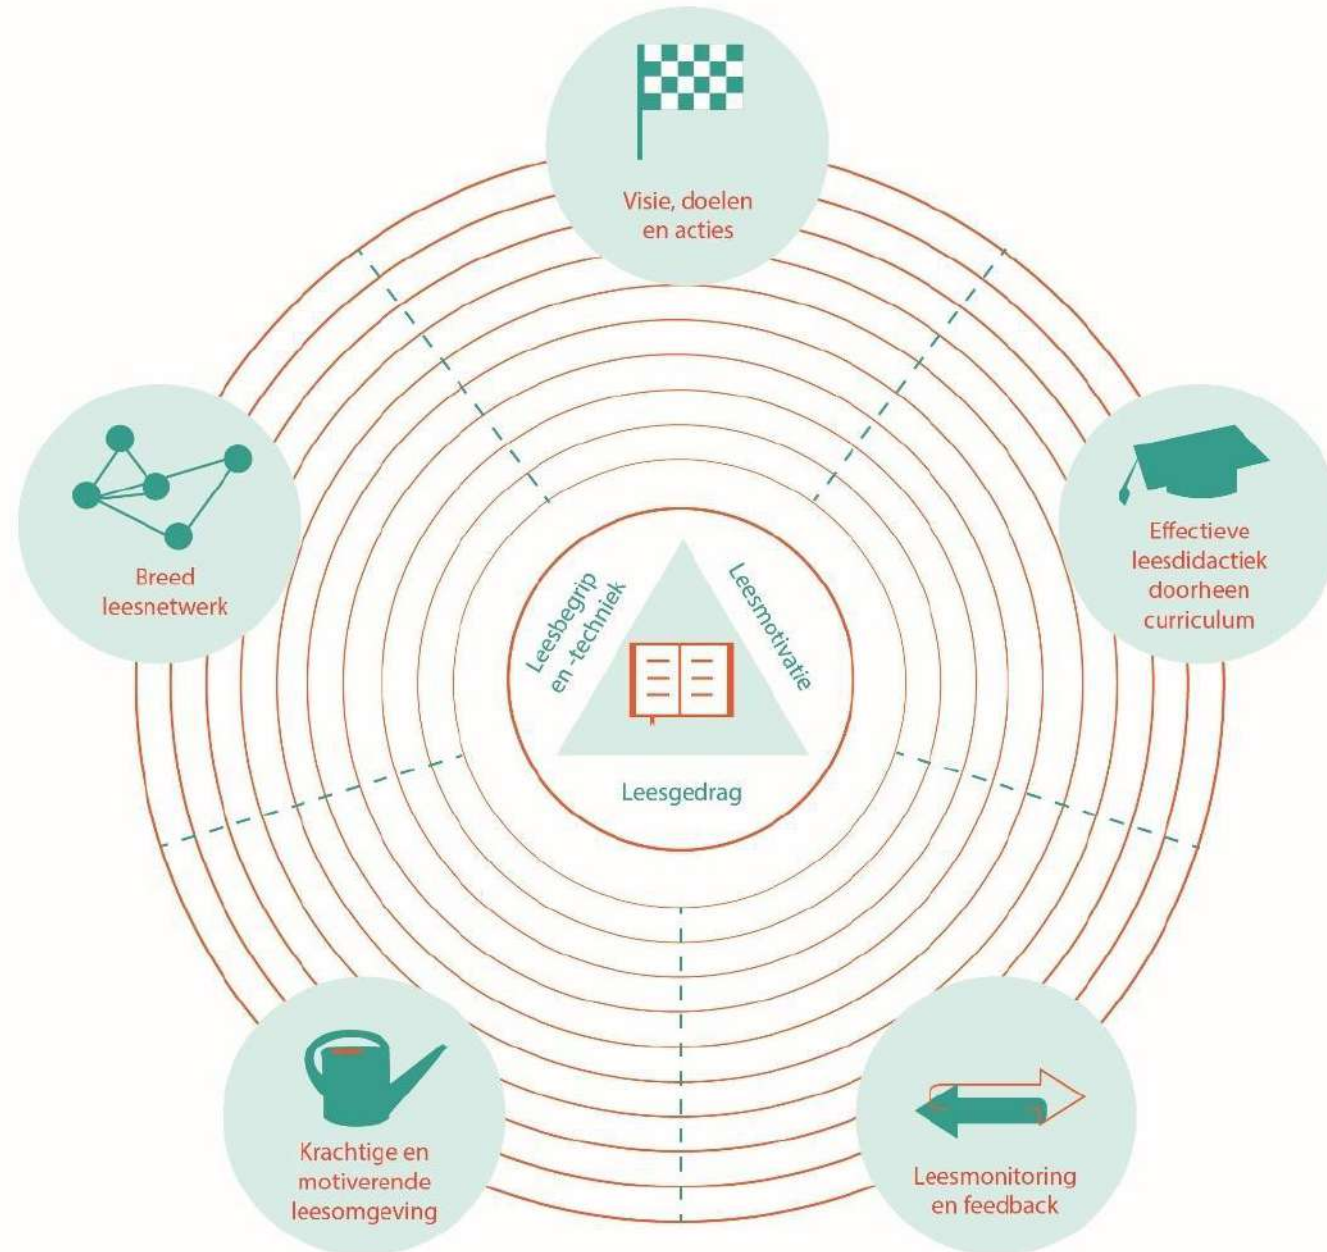 Visie, doelen
en acties
Effectieve
leesdidactiek
doorheen
curriculum
Breed
leesnetwerk
Leesbegrip
en -techniek
Leesmotivatie
Leesgedrag
Krachtige en
motiverende
leesomgeving
Leesmonitoring
en feedback